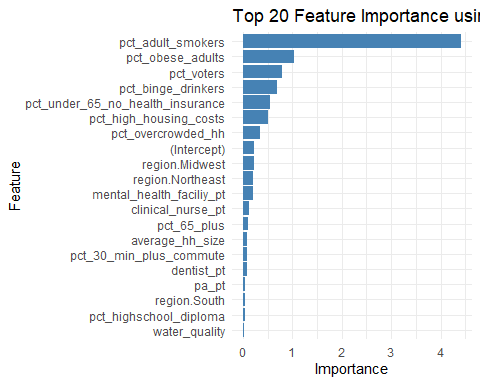 Top 20 Feature Importance usin
pct_adult_smokers
pct_obese_adults
pct_voters
pct_binge_drinkers
pct_under_65_no_health_insurance
pct_high_housing_costs
pct_overcrowded_hh
(Intercept)
region.Midwest
region.Northeast
mental_health_faciliy_pt
clinical_nurse_pt
pct_65_plus
average_hh_size
pct_30_min_plus_commute
dentist_pt
pa_pt
region.South
pct_highschool_diploma
water_quality
Feature
0 1 2 3 4
Importance